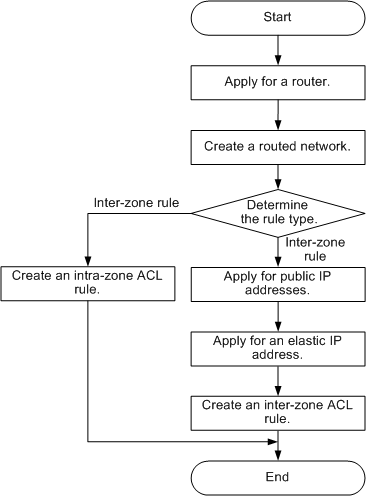 Start
Apply for a router.
Create a routed network.
Determine
the rule type.
Inter-zone rule
Inter-zone
rule
Create an intra-zone ACL
rule.
Apply for public IP
addresses.
Apply for an elastic IP
address.
Create an inter-zone ACL
rule.
End